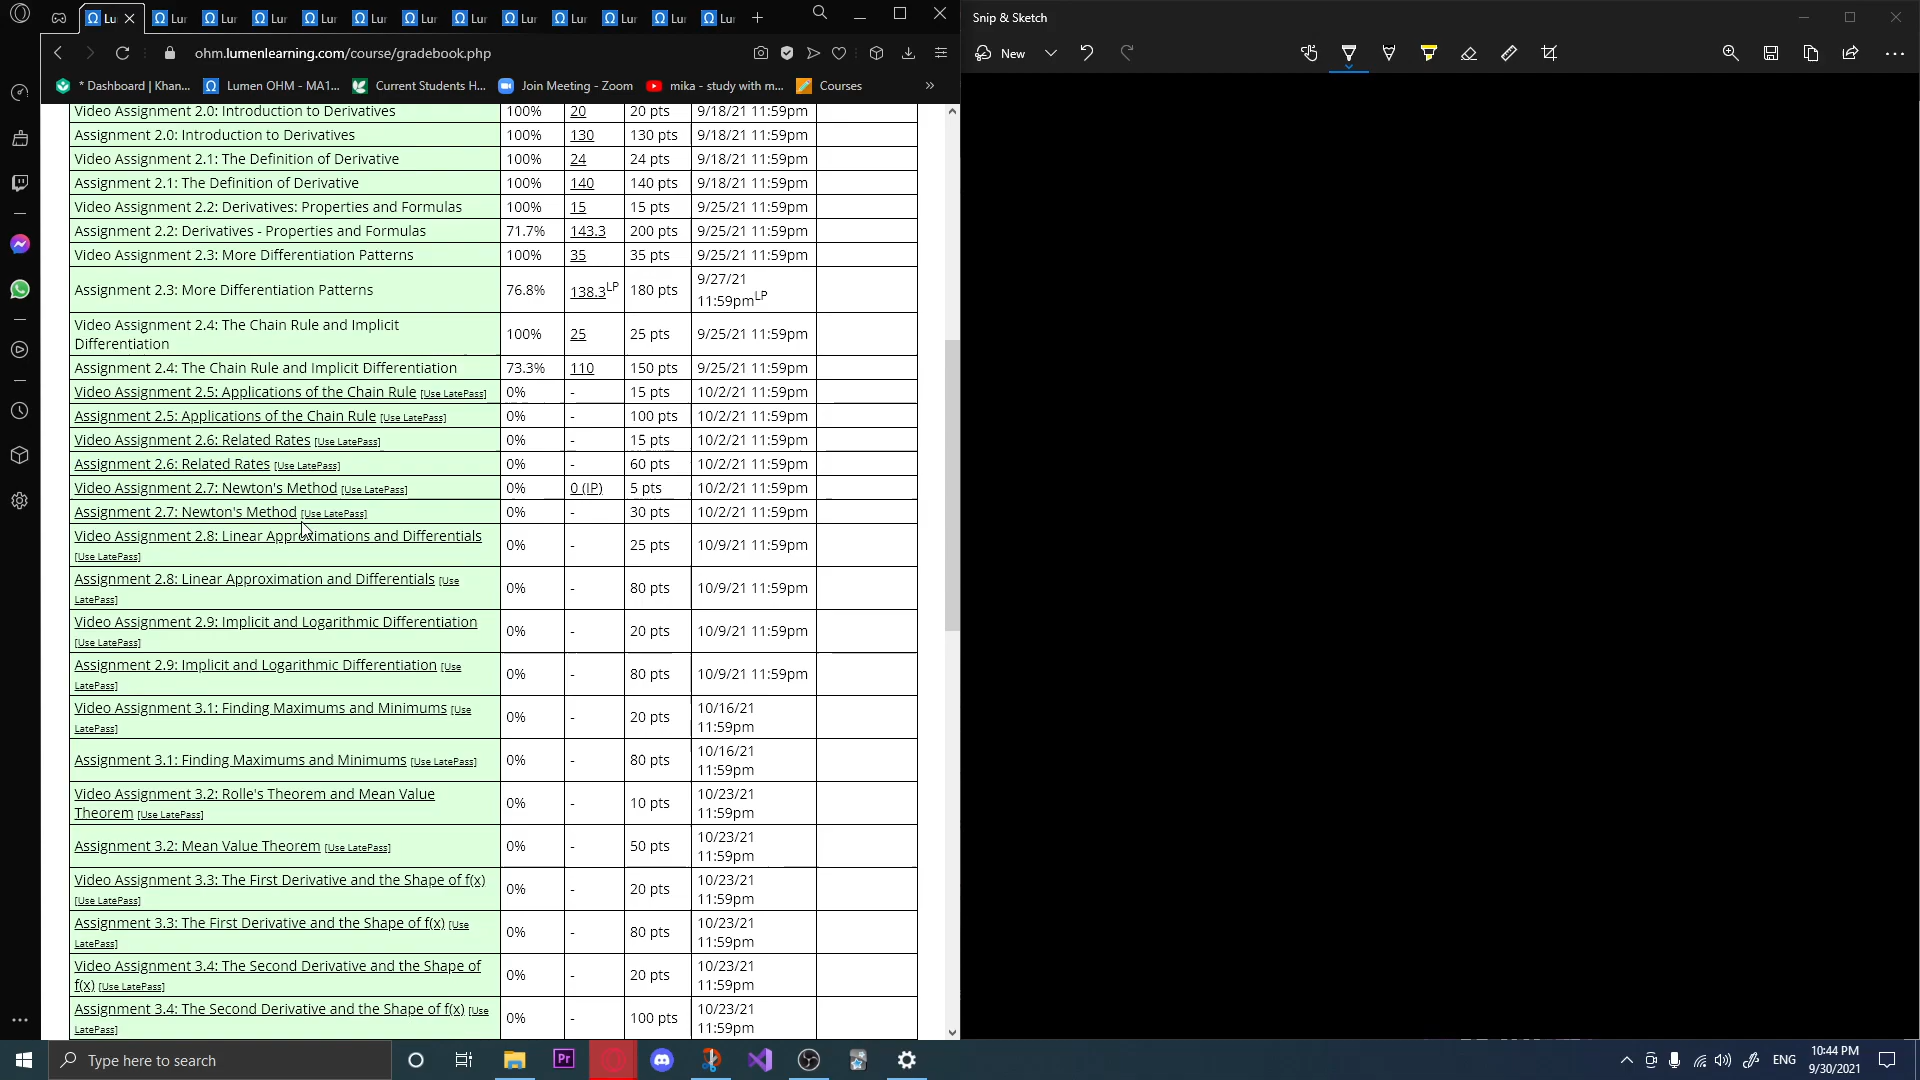 Lu
Lur
Lur
Lur
Lur
Lur
Lur
Lur
Lur
Lur
Lur
Lur
Lur
ohm.lumenlearning.com/course/gradebook.php
* Dashboard | Khan...
Lumen OHM - MA1...
Current Students H...
Join Meeting - Zoom
mika - study with m...
Courses
»
Video Assignment 2.0: Introduction to Derivatives 100% 20 20 pts 9/18/21 11:59pm
Assignment 2.0: Introduction to Derivatives 100% 130 130 pts 9/18/21 11:59pm
Video Assignment 2.1: The Definition of Derivative 100% 24 24 pts 9/18/21 11:59pm
Assignment 2.1: The Definition of Derivative 100% 140 140 pts 9/18/21 11:59pm
Video Assignment 2.2: Derivatives: Properties and Formulas 100% 15 15 pts 9/25/21 11:59pm
Assignment 2.2: Derivatives - Properties and Formulas 71.7% 143.3 200 pts 9/25/21 11:59pm
Video Assignment 2.3: More Differentiation Patterns 100% 35 35 pts 9/25/21 11:59pm
Assignment 2.3: More Differentiation Patterns 76.8% 138.3LP 180 pts 9/27/21
11:59pmLP
Video Assignment 2.4: The Chain Rule and Implicit
Differentiation 100% 25 25 pts 9/25/21 11:59pm
Assignment 2.4: The Chain Rule and Implicit Differentiation 73.3% 110 150 pts 9/25/21 11:59pm
Video Assignment 2.5: Applications of the Chain Rule [Use LatePass] 0% - 15 pts 10/2/21 11:59pm
Assignment 2.5: Applications of the Chain Rule [Use LatePass] 0% - 100 pts 10/2/21 11:59pm
Video Assignment 2.6: Related Rates [Use LatePass] 0% - 15 pts 10/2/21 11:59pm
Assignment 2.6: Related Rates [Use LatePass] 0% - 60 pts 10/2/21 11:59pm
Video Assignment 2.7: Newton's Method [Use LatePass] 0% 0 (IP) 5 pts 10/2/21 11:59pm
Assignment 2.7: Newton's Method [Use LatePass] 0% - 30 pts 10/2/21 11:59pm
Video Assignment 2.8: Linear Approximations and Differentials
[Use LatePass] 0% - 25 pts 10/9/21 11:59pm
Assignment 2.8: Linear Approximation and Differentials [Use
LatePass] 0% - 80 pts 10/9/21 11:59pm
Video Assignment 2.9: Implicit and Logarithmic Differentiation
[Use LatePass] 0% - 20 pts 10/9/21 11:59pm
Assignment 2.9: Implicit and Logarithmic Differentiation [Use
LatePass] 0% - 80 pts 10/9/21 11:59pm
Video Assignment 3.1: Finding Maximums and Minimums [Use
LatePass] 0% - 20 pts 10/16/21
11:59pm
Assignment 3.1: Finding Maximums and Minimums [Use LatePass] 0% - 80 pts 10/16/21
11:59pm
Video Assignment 3.2: Rolle's Theorem and Mean Value
Theorem [Use LatePass] 0% - 10 pts 10/23/21
11:59pm
Assignment 3.2: Mean Value Theorem [Use LatePass] 0% - 50 pts 10/23/21
11:59pm
Video Assignment 3.3: The First Derivative and the Shape of f(x)
[Use LatePass] 0% - 20 pts 10/23/21
11:59pm
Assignment 3.3: The First Derivative and the Shape of f(x) [Use
LatePass] 0% - 80 pts 10/23/21
11:59pm
Video Assignment 3.4: The Second Derivative and the Shape of
f(x) [Use LatePass] 0% - 20 pts 10/23/21
11:59pm
Assignment 3.4: The Second Derivative and the Shape of f(x) [Use
LatePass] 0% - 100 pts 10/23/21
11:59pm
Snip & Sketch
New
Type here to search
Pr
ENG
10:44 PM
9/30/2021